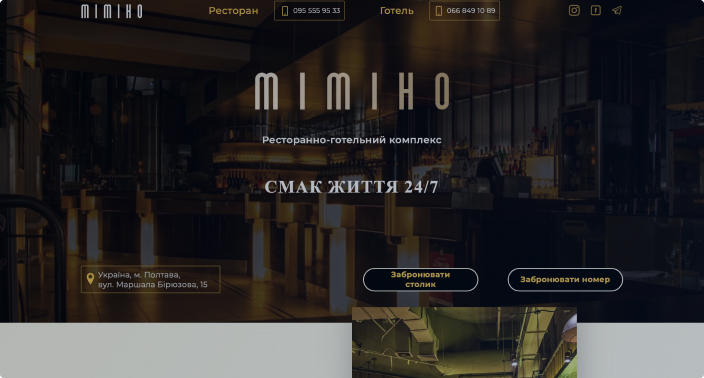 MIMIHO
Ресторан
095 555 95 33
Готель
066 849 10 89
MIMIHO
Ресторанно-готельний комплекс
СМАК ЖИТТЯ 24/7
Україна, м. Полтава,
вул. Маршала Бірюзова, 15
Забронювати
столик
Забронювати номер